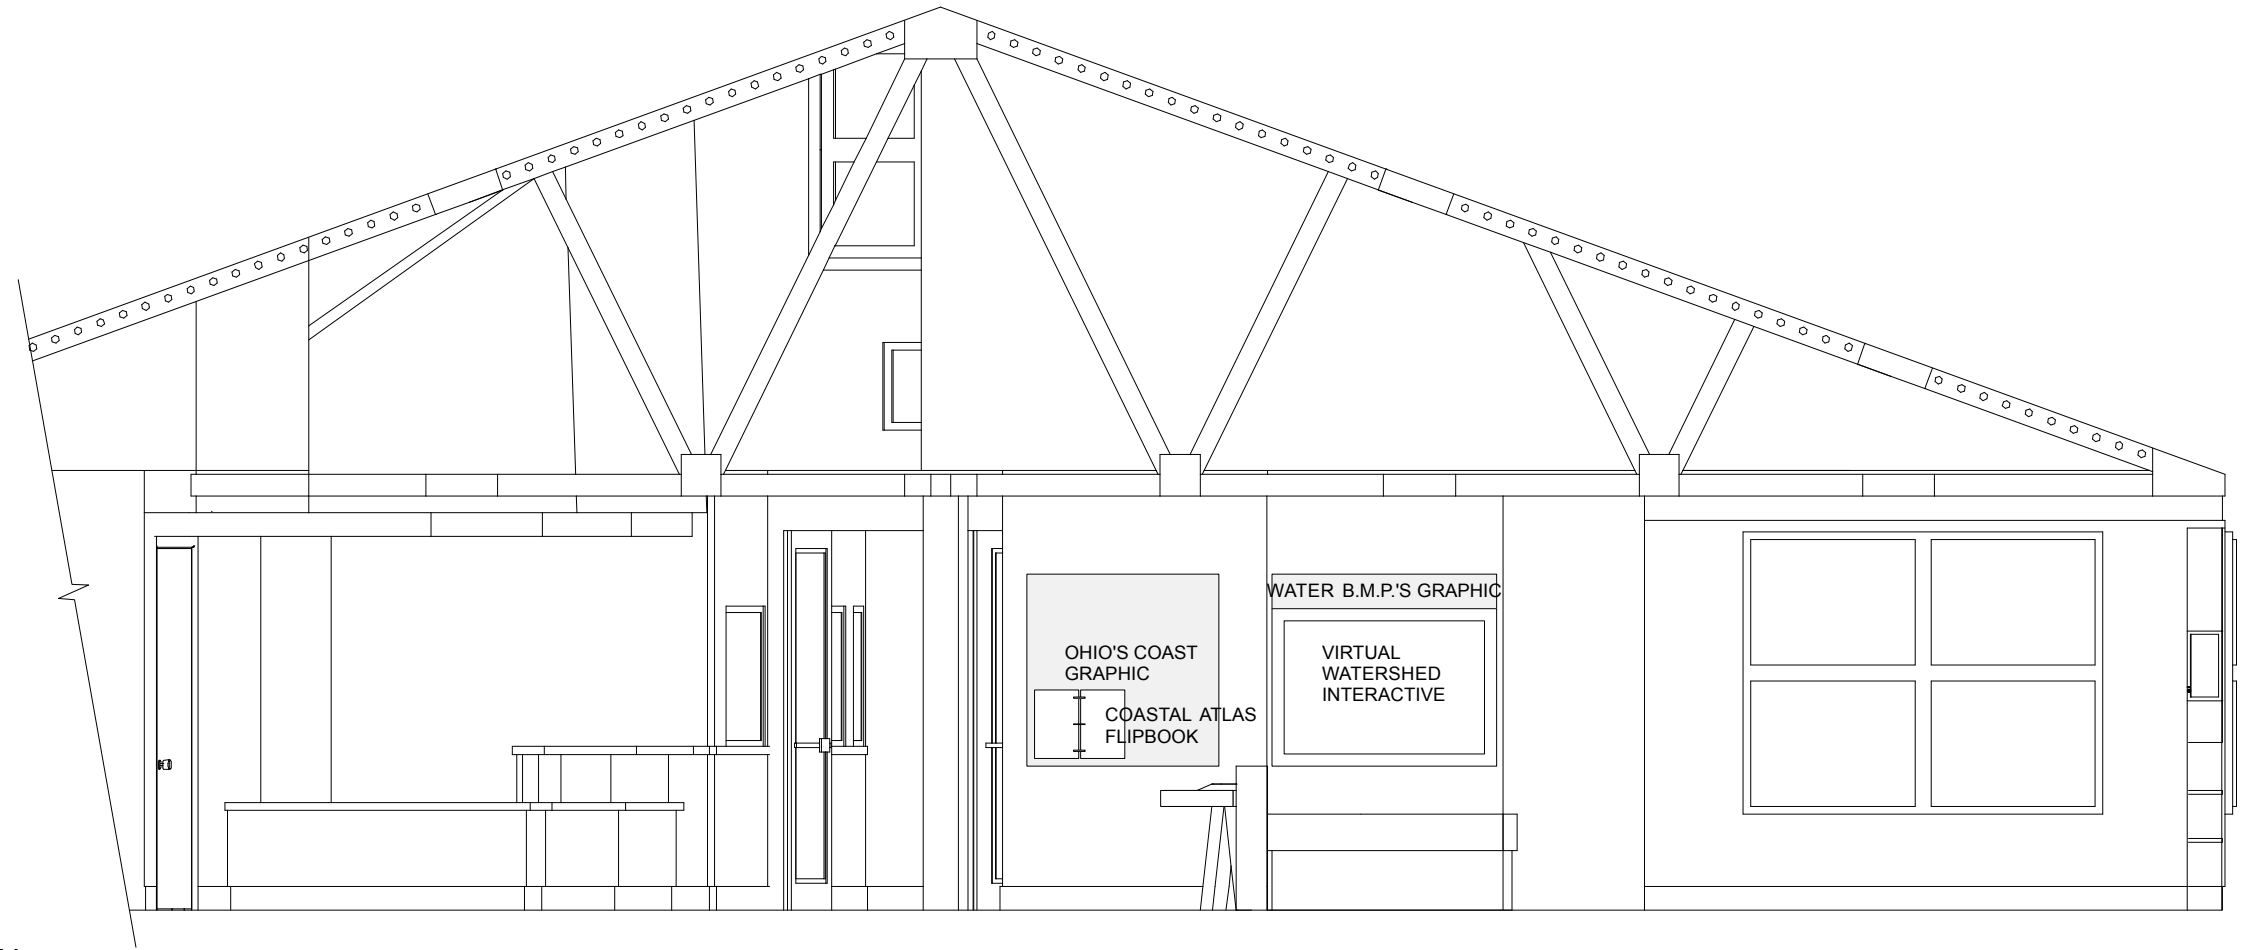 WATER B.M.P.'S GRAPHIC
OHIO'S COAST
GRAPHIC
VIRTUAL
WATERSHED
INTERACTIVE
COASTAL ATLAS
FLIPBOOK